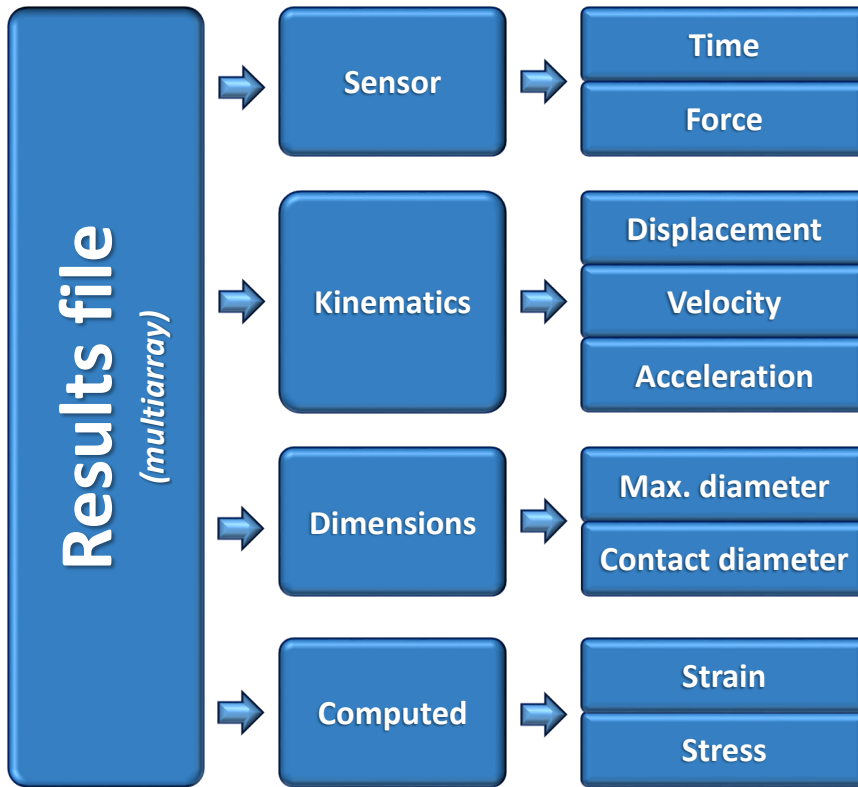 Results file
(multiarray)
Sensor
Time
Force
Kinematics
Displacement
Velocity
Acceleration
Dimensions
Max. diameter
Contact diameter
Computed
Strain
Stress